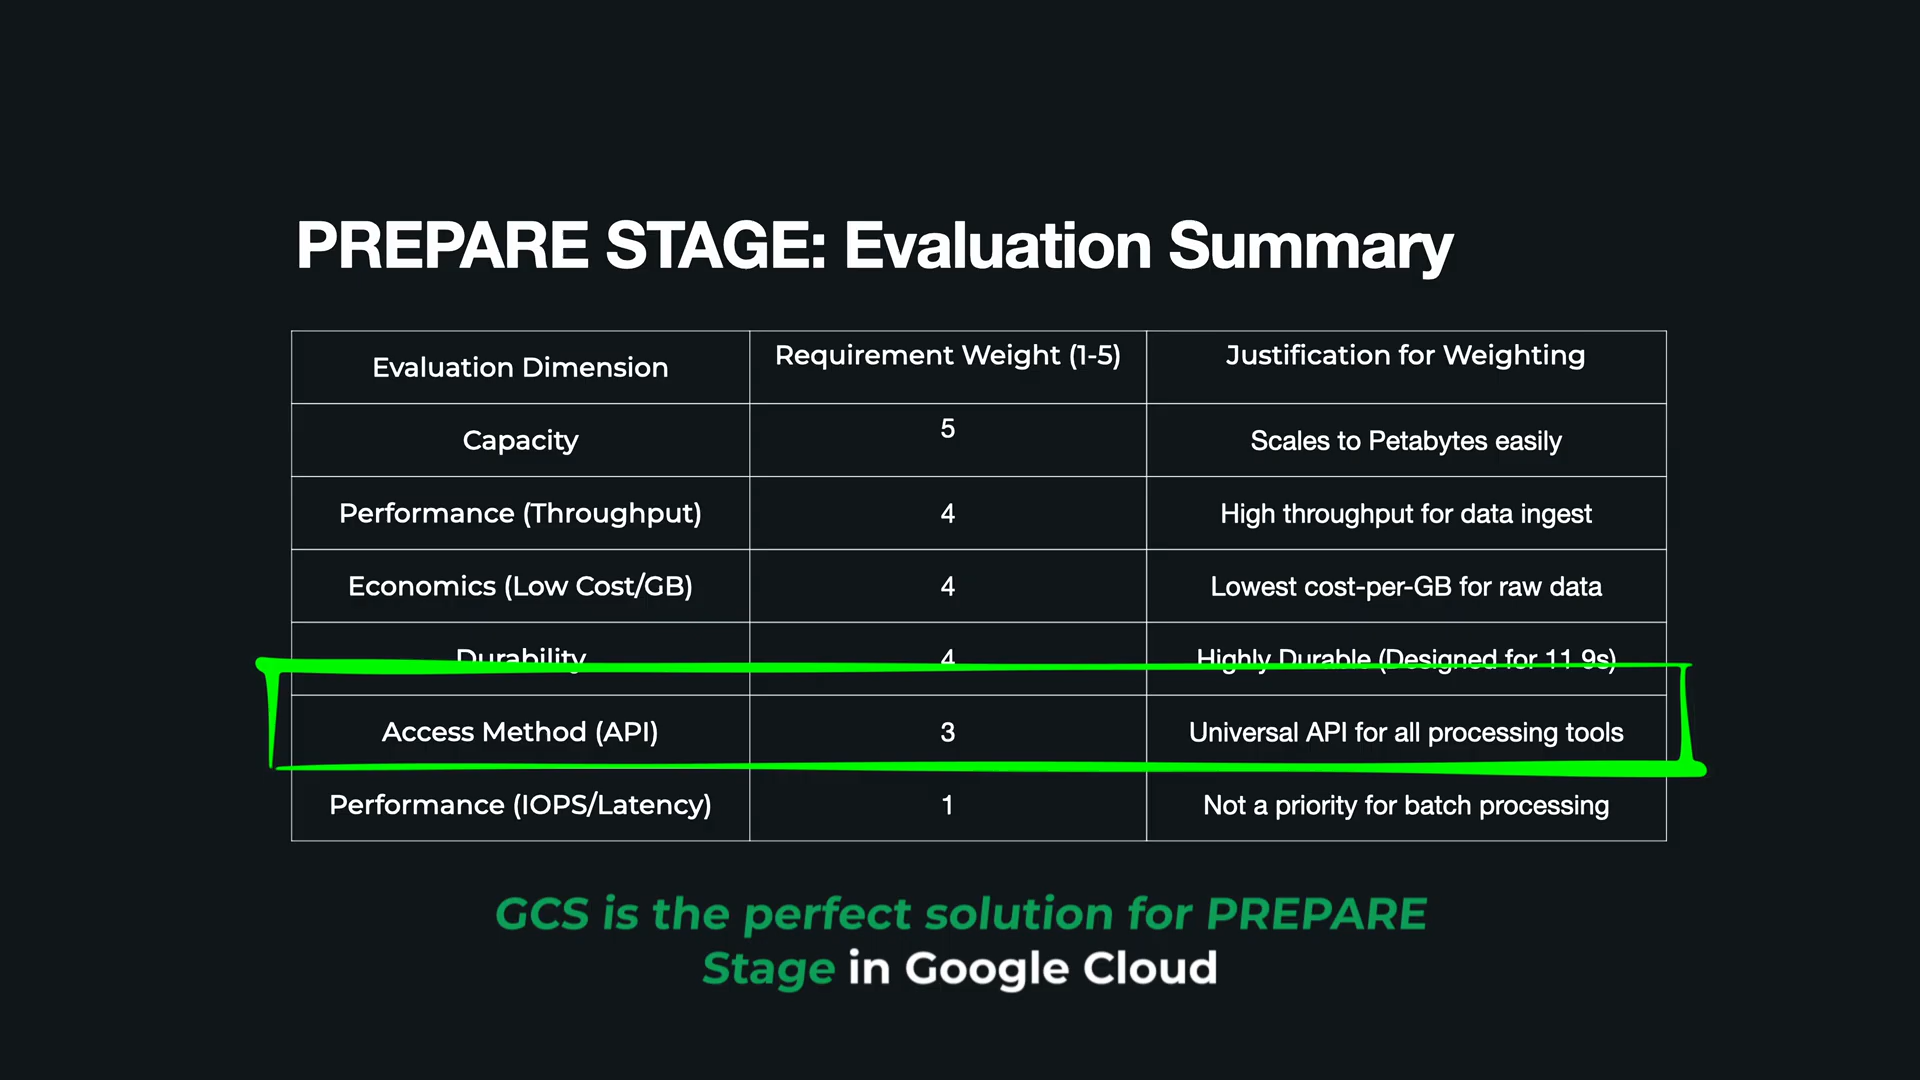 PREPARE STAGE: Evaluation Summary
Evaluation Dimension
Requirement Weight (1-5)
Justification for Weighting
Capacity
5
Scales to Petabytes easily
Performance (Throughput)
4
High throughput for data ingest
Economics (Low Cost/GB)
4
Lowest cost-per-GB for raw data
Durability
4
Highly Durable (Designed for 11 9s)
Access Method (API)
3
Universal API for all processing tools
Performance (IOPS/Latency)
1
Not a priority for batch processing
GCS is the perfect solution for PREPARE
Stage in Google Cloud